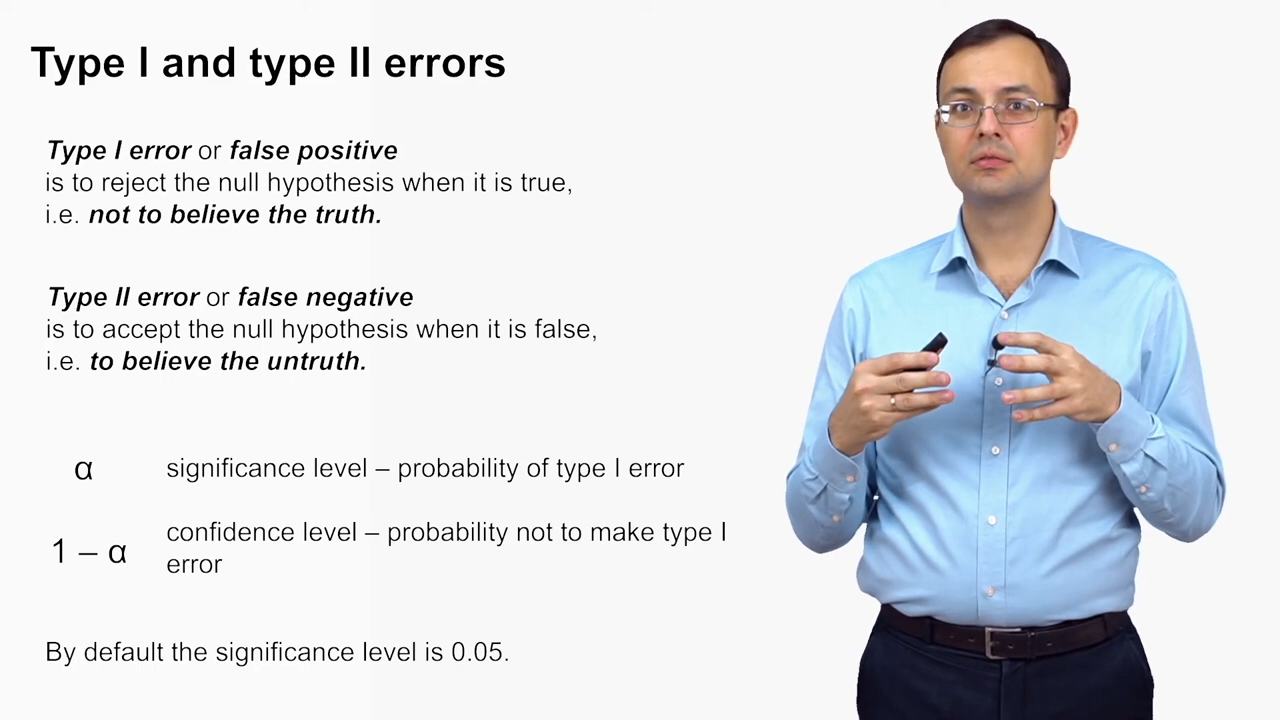 Type I and type II errors
Type I error or false positive
is to reject the null hypothesis when it is true,
i.e. not to believe the truth.
Type II error or false negative
is to accept the null hypothesis when it is false,
i.e. to believe the untruth.
α significance level – probability of type I error
1 – α confidence level – probability not to make type I
error
By default the significance level is 0.05.